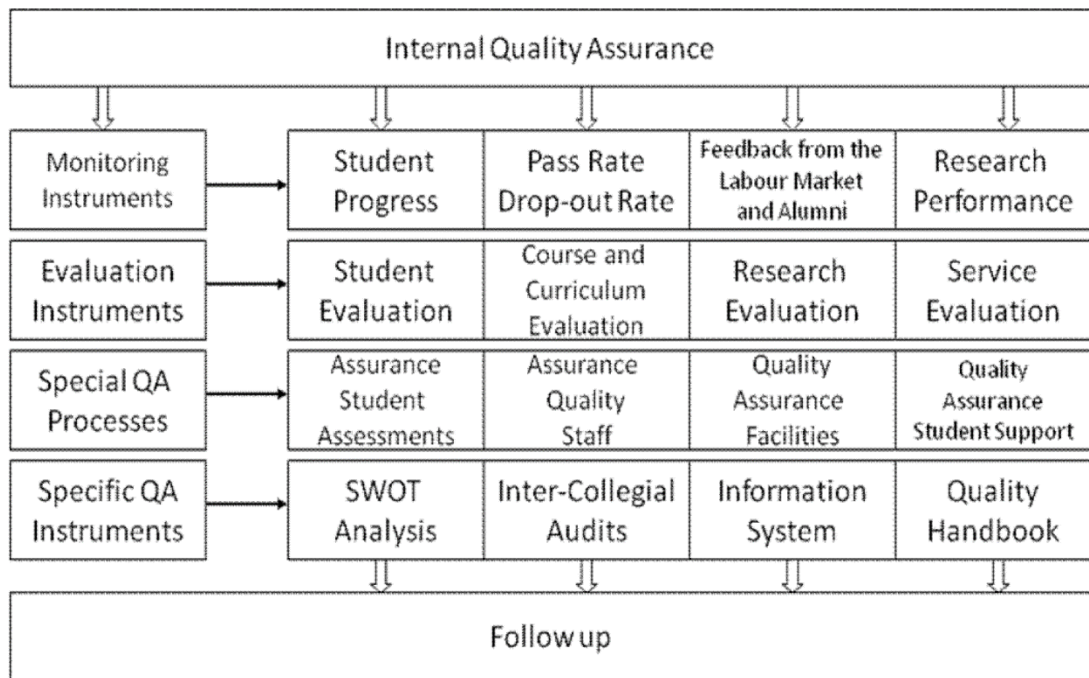 Internal Quality Assurance
Monitoring
Instruments
Student
Progress
Pass Rate
Drop-out Rate
Feedback from the
Labour Market
and Alumni
Research
Performance
Evaluation
Instruments
Student
Evaluation
Course and
Curriculum
Evaluation
Research
Evaluation
Service
Evaluation
Special QA
Processes
Assurance
Student
Assessments
Assurance
Quality
Staff
Quality
Assurance
Facilities
Quality
Assurance
Student Support
Specific QA
Instruments
SWOT
Analysis
Inter-Collegial
Audits
Information
System
Quality
Handbook
Follow up